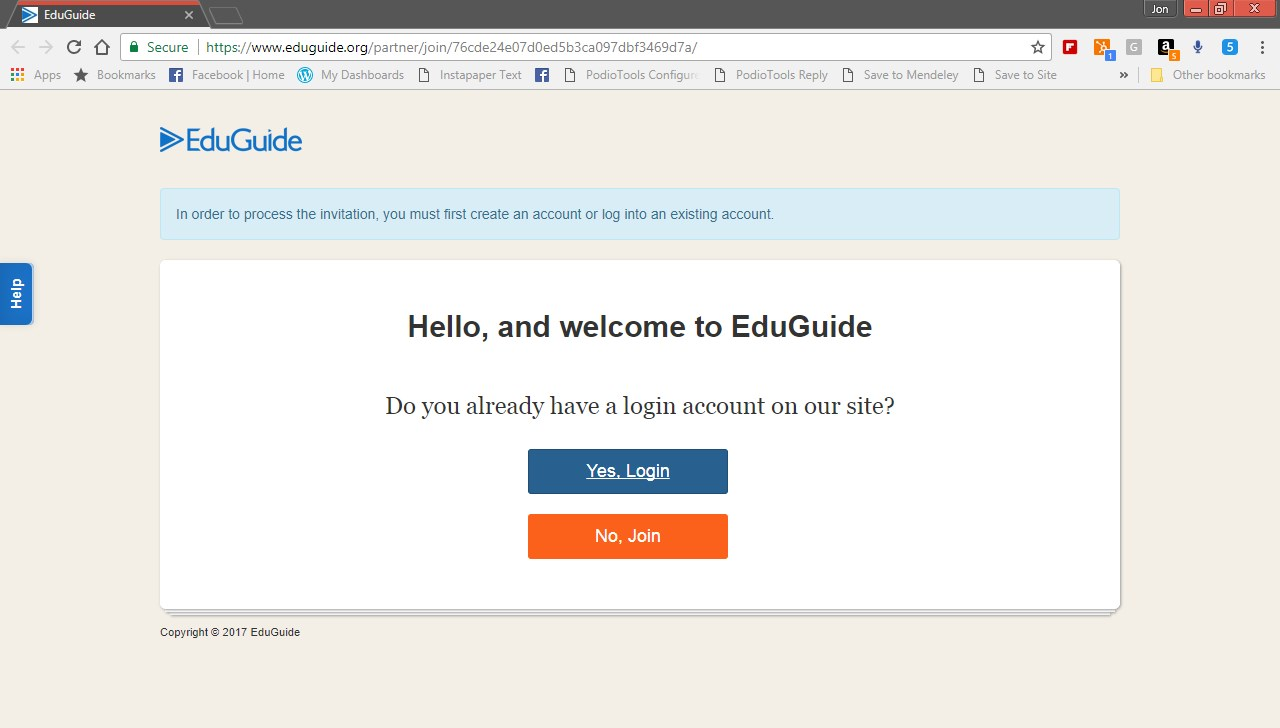 EduGuide
Jon
Secure https://www.eduguide.org/partner/join/76cde24e07d0ed5b3ca097dbf3469d7a/
1
G
a
5
5
Apps Bookmarks Facebook | Home My Dashboards Instapaper Text PodioTools Configur PodioTools Reply Save to Mendeley Save to Site » Other bookmarks
EduGuide
In order to process the invitation, you must first create an account or log into an existing account.
Help
Hello, and welcome to EduGuide
Do you already have a login account on our site?
Yes, Login
No, Join
Copyright © 2017 EduGuide